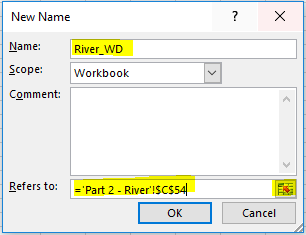 New Name ? ×
Name: River_WD
Scope: Workbook
Comment:
Refers to: ='Part 2 - River'!$C$54
OK Cancel